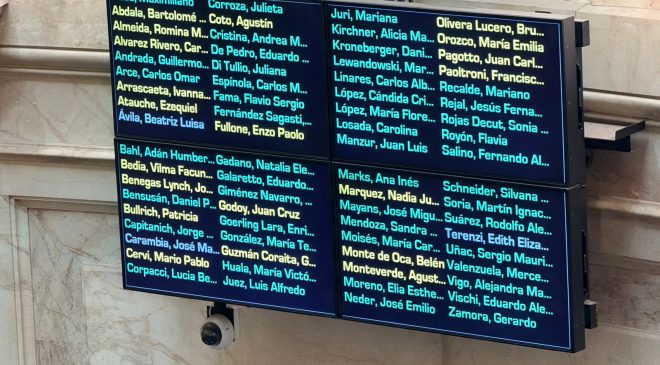 Corroza, Julieta
Abdala, Bartolomé ...
Coto, Agustín
Almeida, Romina M...
Cristina, Andrea M...
Alvarez Rivero, Car...
De Pedro, Eduardo ...
Andrada, Guillermo...
Di Tullio, Juliana
Arce, Carlos Omar
Espínola, Carlos M...
Arrascaeta, Ivanna...
Fama, Flavio Sergio
Atauche, Ezequiel
Fernández Sagasti,...
Ávila, Beatriz Luisa
Fullone, Enzo Paolo
Juri, Mariana
Olivera Lucero, Bru...
Kirchner, Alicia Ma...
Orozco, María Emilia
Kroneberger, Dani...
Pagotto, Juan Carl...
Lewandowski, Mar...
Paoltroni, Francisc...
Linares, Carlos Alb...
Recalde, Mariano
López, Cándida Cri...
Rejal, Jesús Ferna...
López, María Flore...
Rojas Decut, Sonia ...
Losada, Carolina
Royón, Flavia
Manzur, Juan Luis
Salino, Fernando Al...
Bahl, Adán Humber...
Gadano, Natalia Ele...
Bedia, Vilma Facun...
Galaretto, Eduardo...
Benegas Lynch, Jo...
Giménez Navarro, ...
Bensusán, Daniel P...
Godoy, Juan Cruz
Bullrich, Patricia
Goerling Lara, Enri...
Capitanich, Jorge ...
González, María Te...
Carambia, José Ma...
Guzmán Coraita, G...
Cervi, Mario Pablo
Huala, María Victó...
Corpacci, Lucia Be...
Juez, Luis Alfredo
Marks, Ana Inés
Schneider, Silvana ...
Marquez, Nadia Ju...
Soria, Martín Ignac...
Mayans, José Migu...
Suárez, Rodolfo Ale...
Mendoza, Sandra ...
Terenzi, Edith Eliza...
Moisés, María Car...
Uñac, Sergio Mauri...
Monte de Oca, Belén
Valenzuela, Merce...
Monteverde, Agust...
Vigo, Alejandra Ma...
Moreno, Elia Esthe...
Vischi, Eduardo Ale...
Neder, José Emilio
Zamora, Gerardo